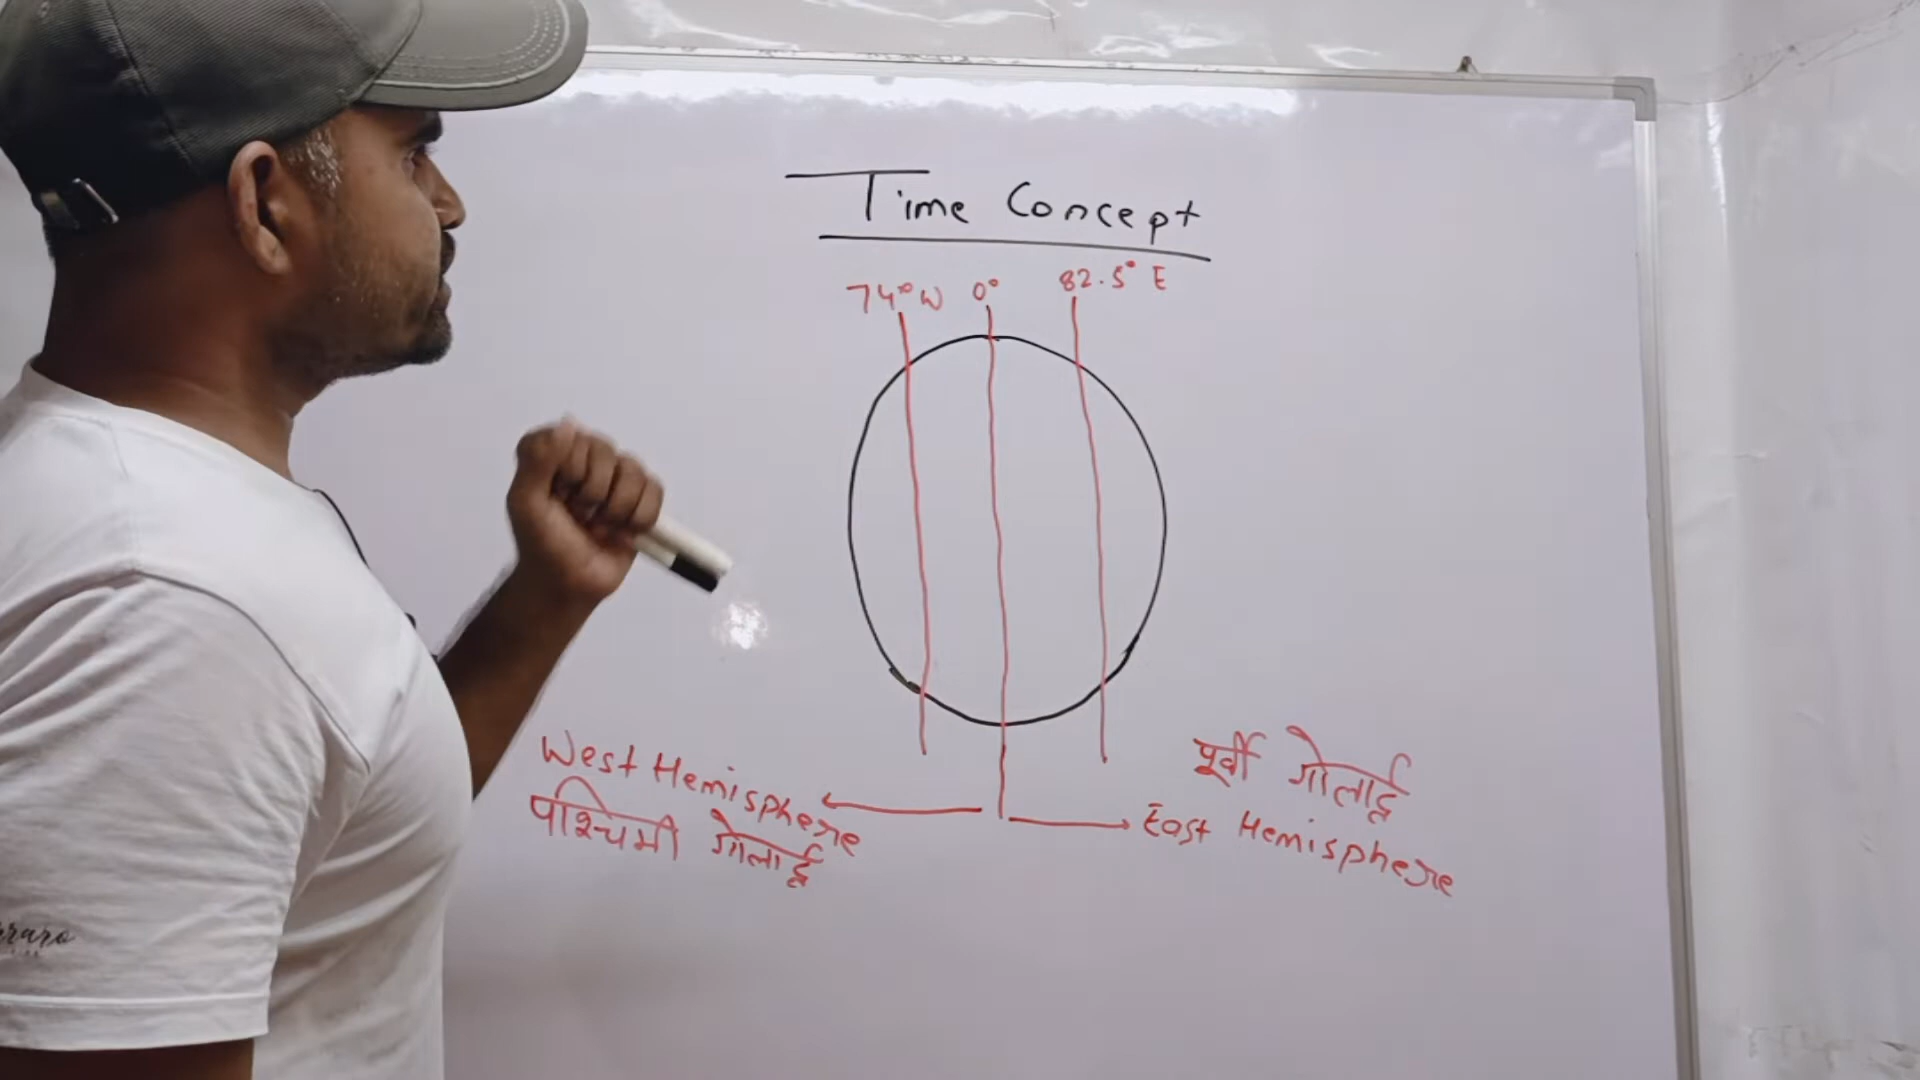 Time Concept
74° W 0° 82.5° E
West Hemisphere
पश्चिमी गोलार्द्ध
पूर्वी गोलार्द्ध
East Hemisphere